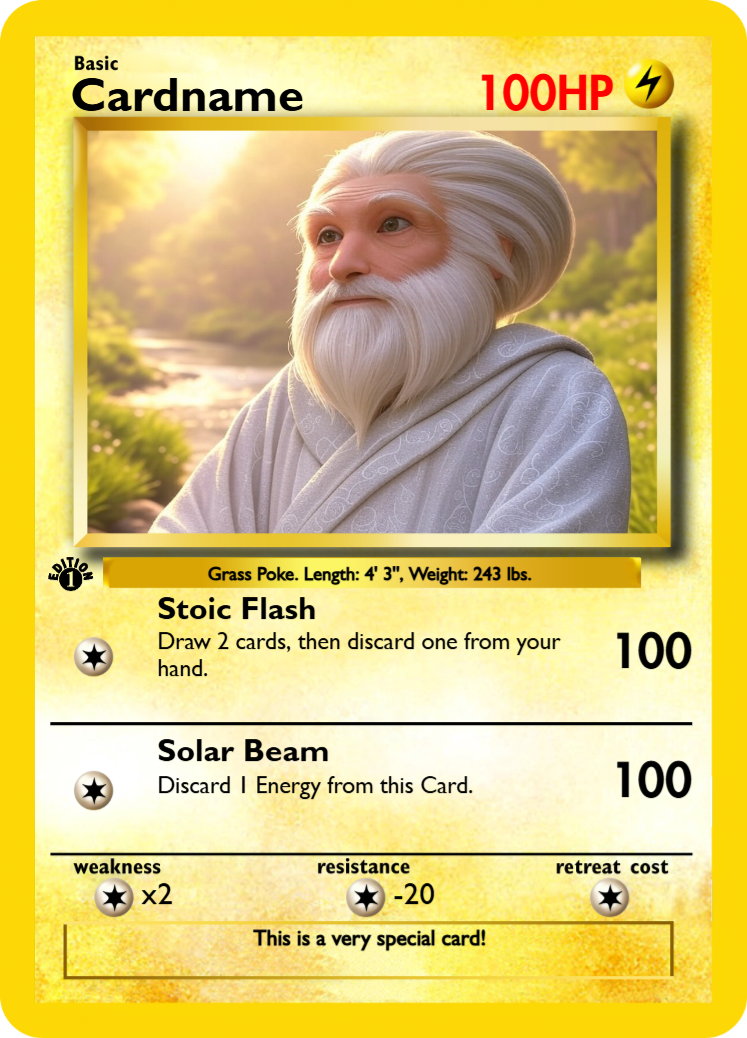 Basic
Cardname
100HP
EDITION
1
Grass Poke. Length: 4' 3", Weight: 243 lbs.
Stoic Flash
Draw 2 cards, then discard one from your
hand.
100
Solar Beam
Discard 1 Energy from this Card.
100
weakness
resistance
retreat cost
x2
-20
This is a very special card!